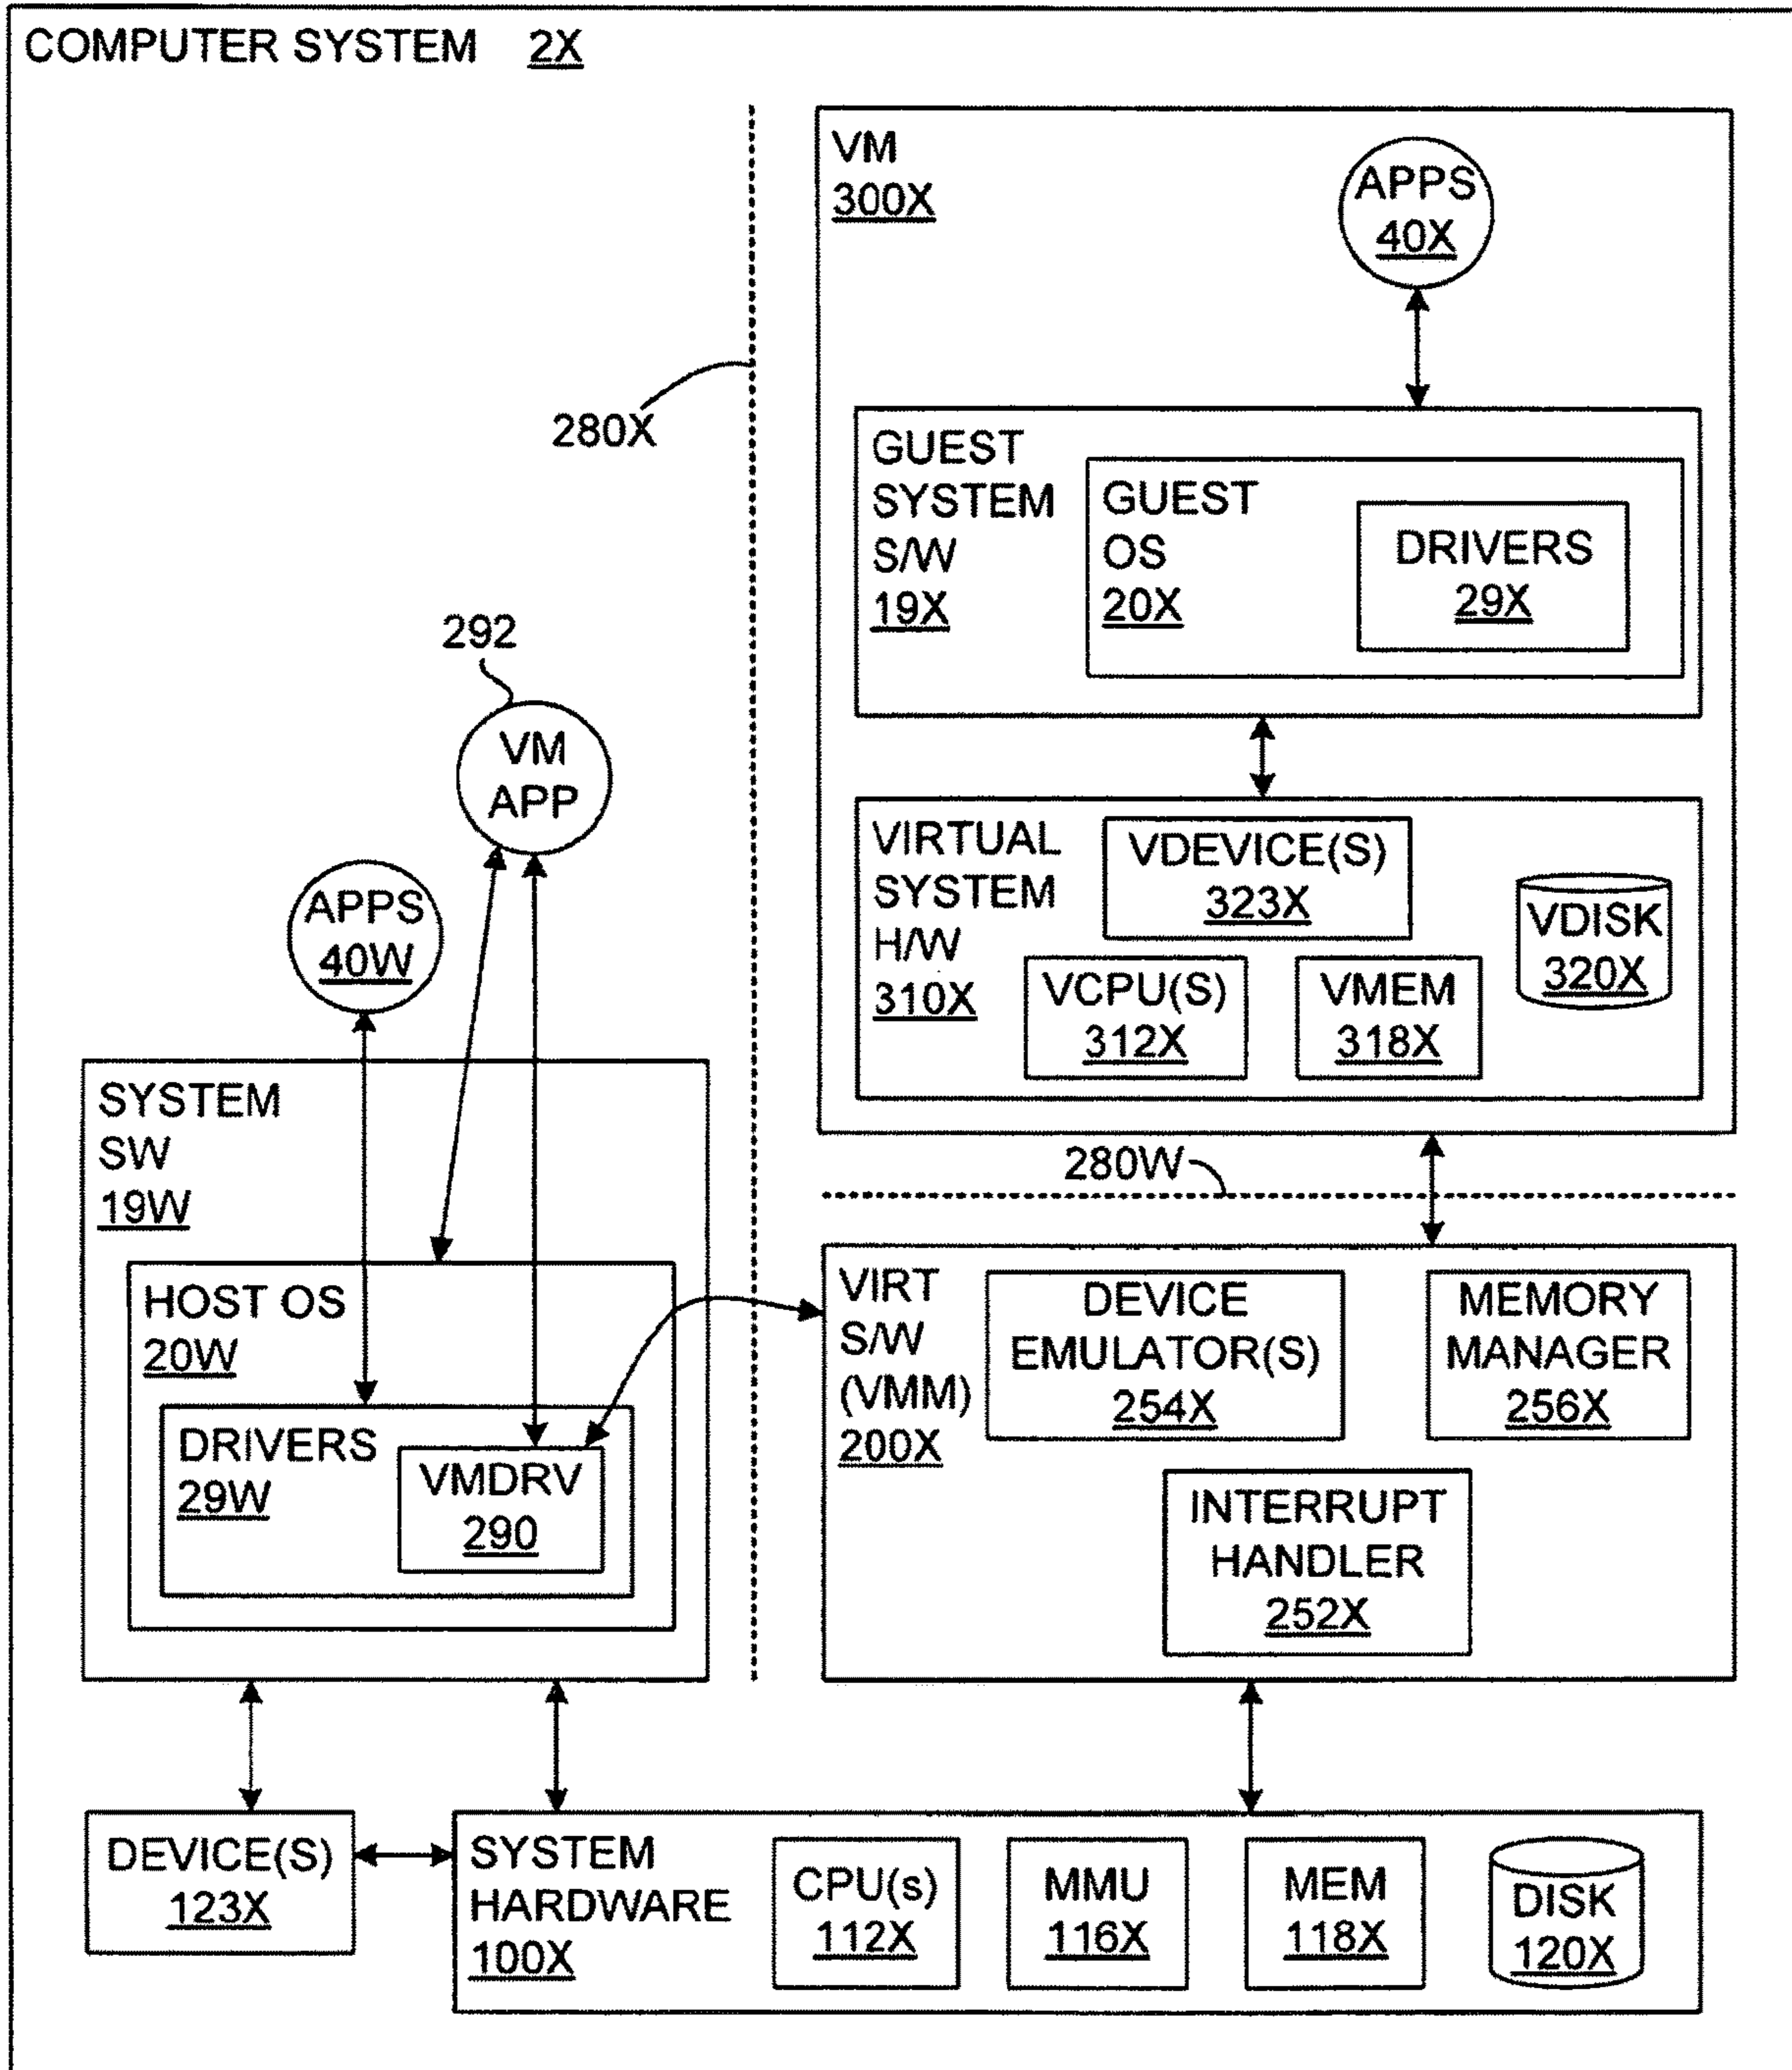 COMPUTER SYSTEM 2X
VM
300X
APPS
40X
280X
GUEST
SYSTEM
S/W
19X
GUEST
OS
20X
DRIVERS
29X
292
VM
APP
VIRTUAL
SYSTEM
H/W
310X
VDEVICE(S)
323X
VCPU(S)
312X
VMEM
318X
VDISK
320X
APPS
40W
SYSTEM
SW
19W
HOST OS
20W
DRIVERS
29W
VMDRV
290
280W
VIRT
S/W
(VMM)
200X
DEVICE
EMULATOR(S)
254X
MEMORY
MANAGER
256X
INTERRUPT
HANDLER
252X
DEVICE(S)
123X
SYSTEM
HARDWARE
100X
CPU(s)
112X
MMU
116X
MEM
118X
DISK
120X